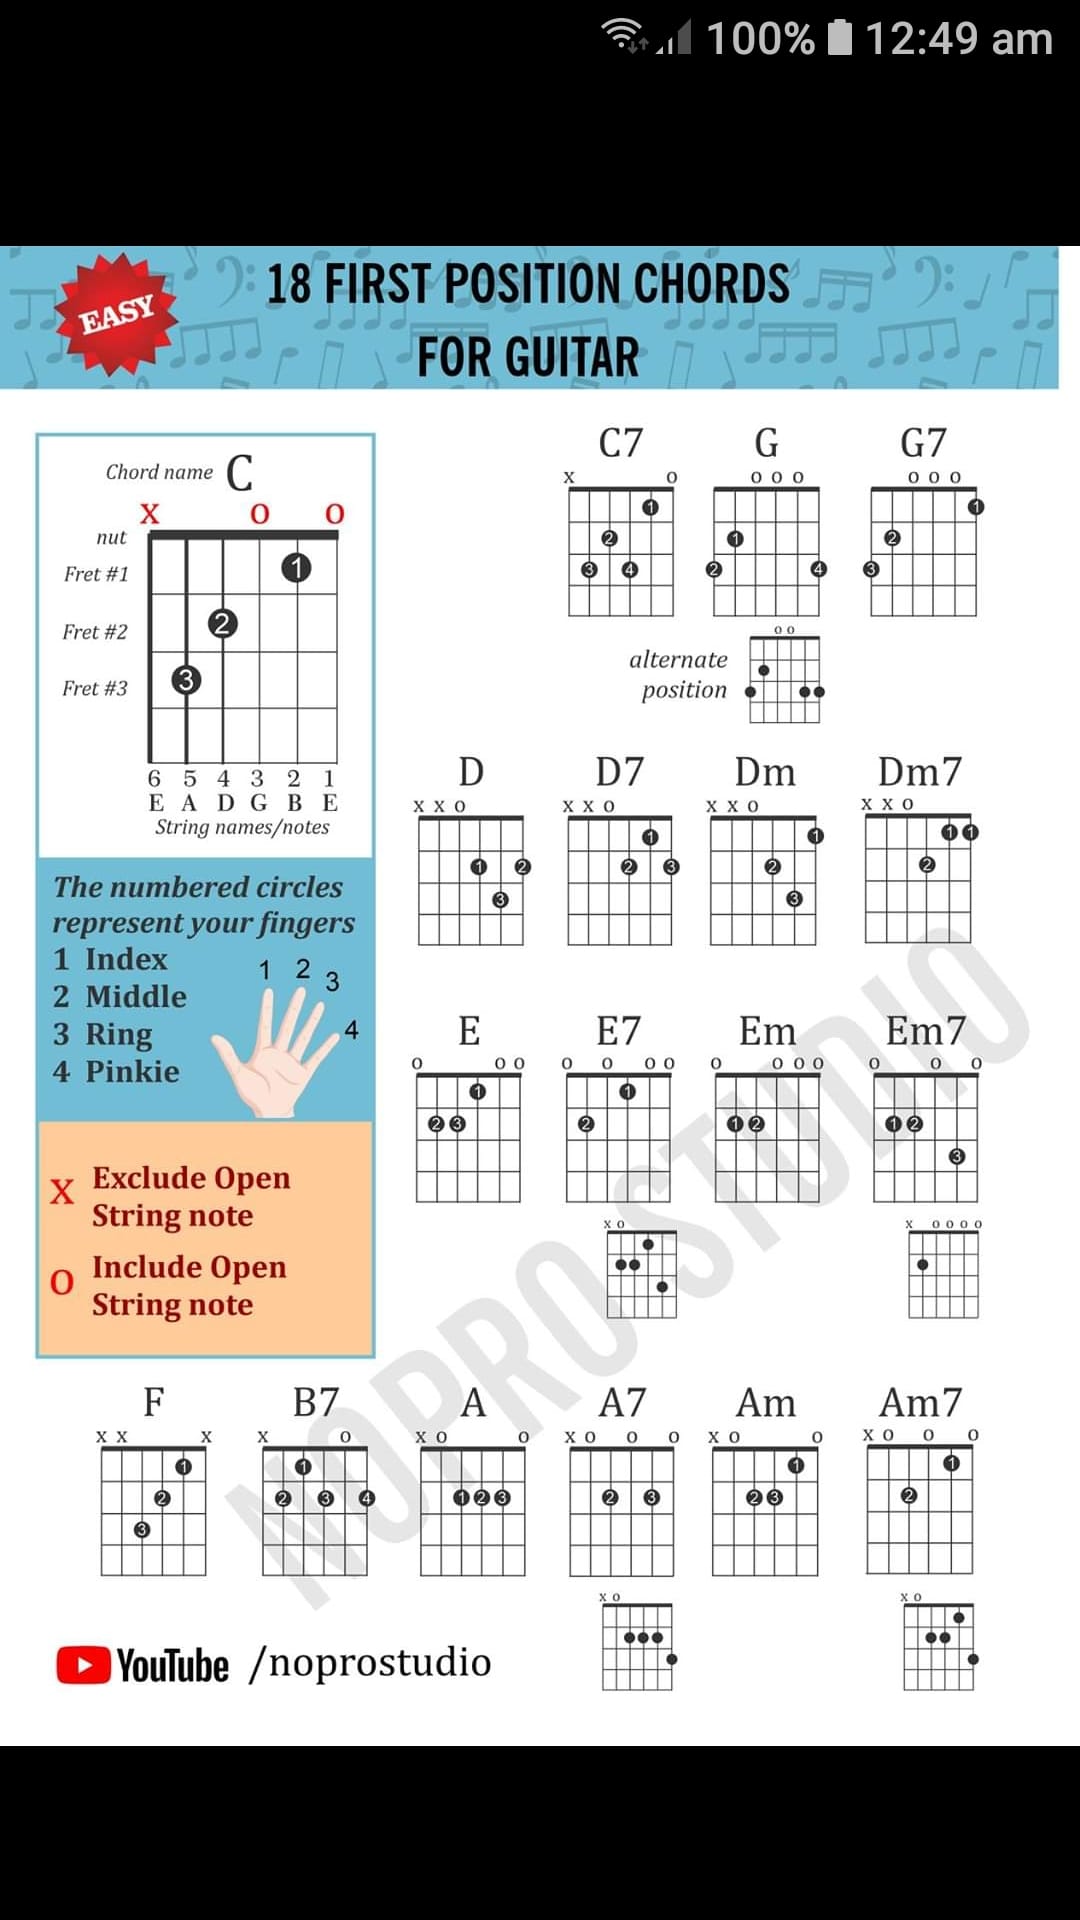 100% 12:49 am
EASY
18 FIRST POSITION CHORDS
FOR GUITAR
Chord name C
X O O
nut
Fret #1
Fret #2
Fret #3
1
2
3
6 5 4 3 2 1
E A D G B E
String names/notes
C7 G G7
x o o o o o o o
1 1
2 1 2
3 4 2 4 3
o o
alternate
position
D D7 Dm Dm7
x x o x x o x x o x x o
1 1 1 1
1 2 2 3 2 2
3 3
The numbered circles
represent your fingers
1 Index
2 Middle
3 Ring
4 Pinkie
1 2 3
4
E E7 Em Em7
o o o o o o o o o o o o o o
1 1
2 3 2 1 2 1 2
3
x o x o o o o
X Exclude Open
String note
O Include Open
String note
F B7 A A7 Am Am7
x x x x o x o o x o o o x o o x o o o
1 1 1 1
2 2 3 4 1 2 3 2 3 2 3 2
3
x o x o
YouTube /noprostudio
NOPRO STUDIO